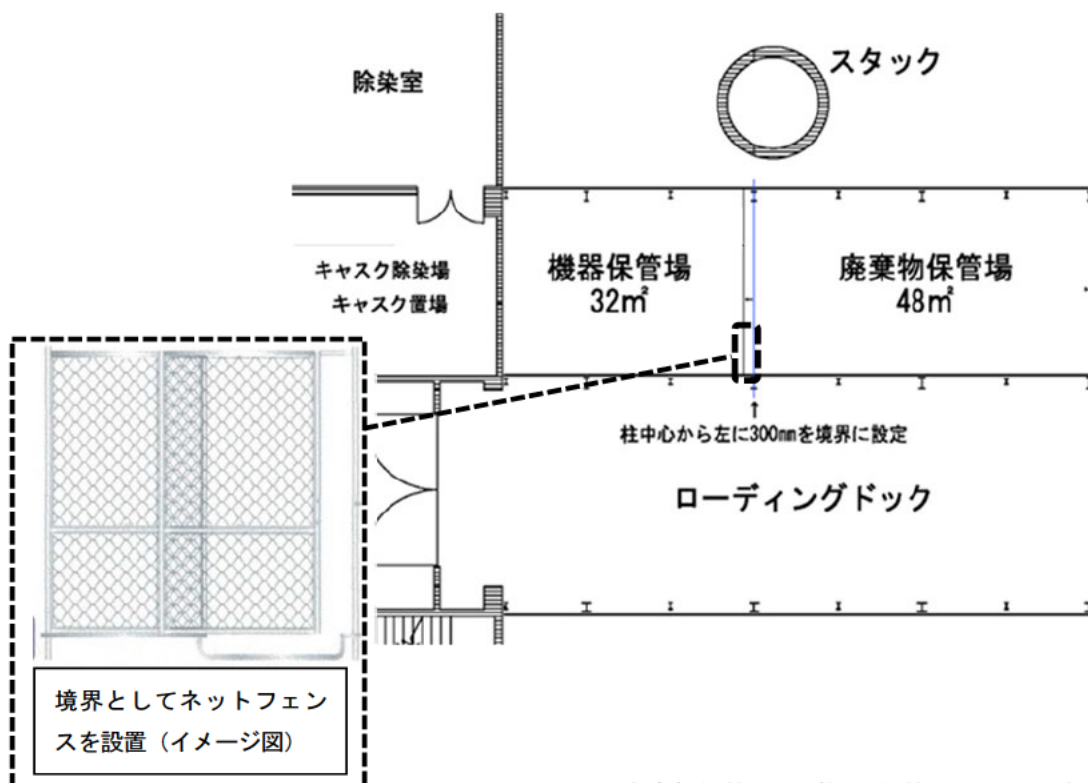 除染室
スタック
キャスク除染場
キャスク置場
機器保管場
32㎡
廃棄物保管場
48㎡
柱中心から左に300mmを境界に設定
ローディングドック
境界としてネットフェン
スを設置（イメージ図）